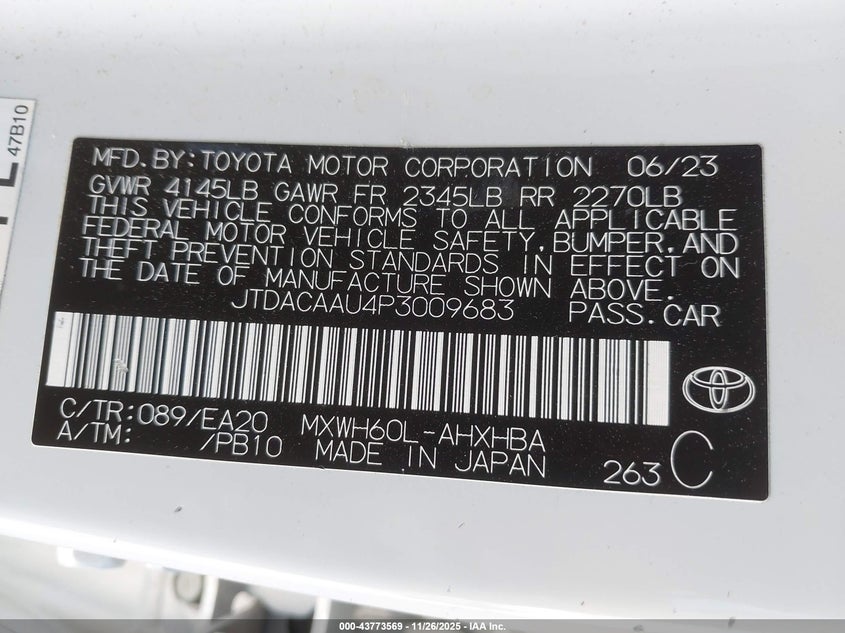 47B10
MFD.BY:TOYOTA MOTOR CORPORATION 06/23
GVWR 4145LB GAWR FR 2345LB RR 2270LB
THIS VEHICLE CONFORMS TO ALL APPLICABLE
FEDERAL MOTOR VEHICLE SAFETY,BUMPER,AND
THEFT PREVENTION STANDARDS IN EFFECT ON
THE DATE OF MANUFACTURE SHOWN ABOVE.
JTDACAAU4P3009683 PASS.CAR
C/TR:089/EA20 MXWH60L-AHXHBA
A/TM: /PB10 MADE IN JAPAN
263 C
000-43773569 - 11/26/2025 - IAA Inc.